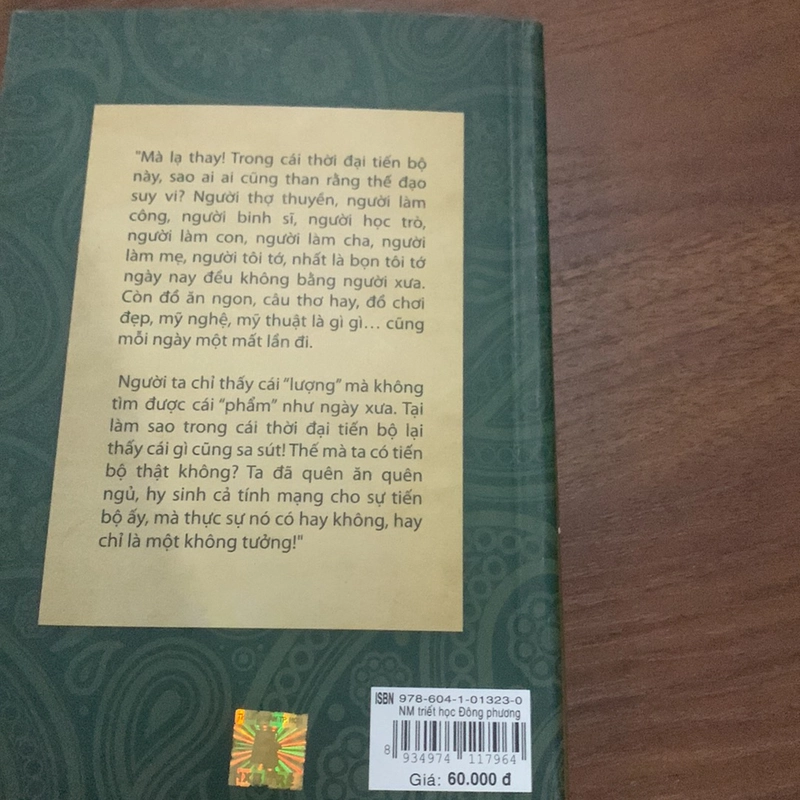 "Mà lạ thay! Trong cái thời đại tiến bộ
này, sao ai ai cũng than rằng thế đạo
suy vi? Người thợ thuyền, người làm
công, người binh sĩ, người học trò,
người làm con, người làm cha, người
làm mẹ, người tôi tớ, nhất là bọn tôi tớ
ngày nay đều không bằng người xưa.
Còn đồ ăn ngon, câu thơ hay, đồ chơi
đẹp, mỹ nghệ, mỹ thuật là gì gì... cũng
mỗi ngày một mất lần đi.
Người ta chỉ thấy cái "lượng" mà không
tìm được cái "phẩm" như ngày xưa. Tại
làm sao trong cái thời đại tiến bộ lại
thấy cái gì cũng sa sút! Thế mà ta có tiến
bộ thật không? Ta đã quên ăn quên
ngủ, hy sinh cả tính mạng cho sự tiến
bộ ấy, mà thực sự nó có hay không, hay
chỉ là một không tưởng!"
ISBN 978-604-1-01323-0
NM triết học Đông phương
8 934974 117964
Giá: 60.000 đ